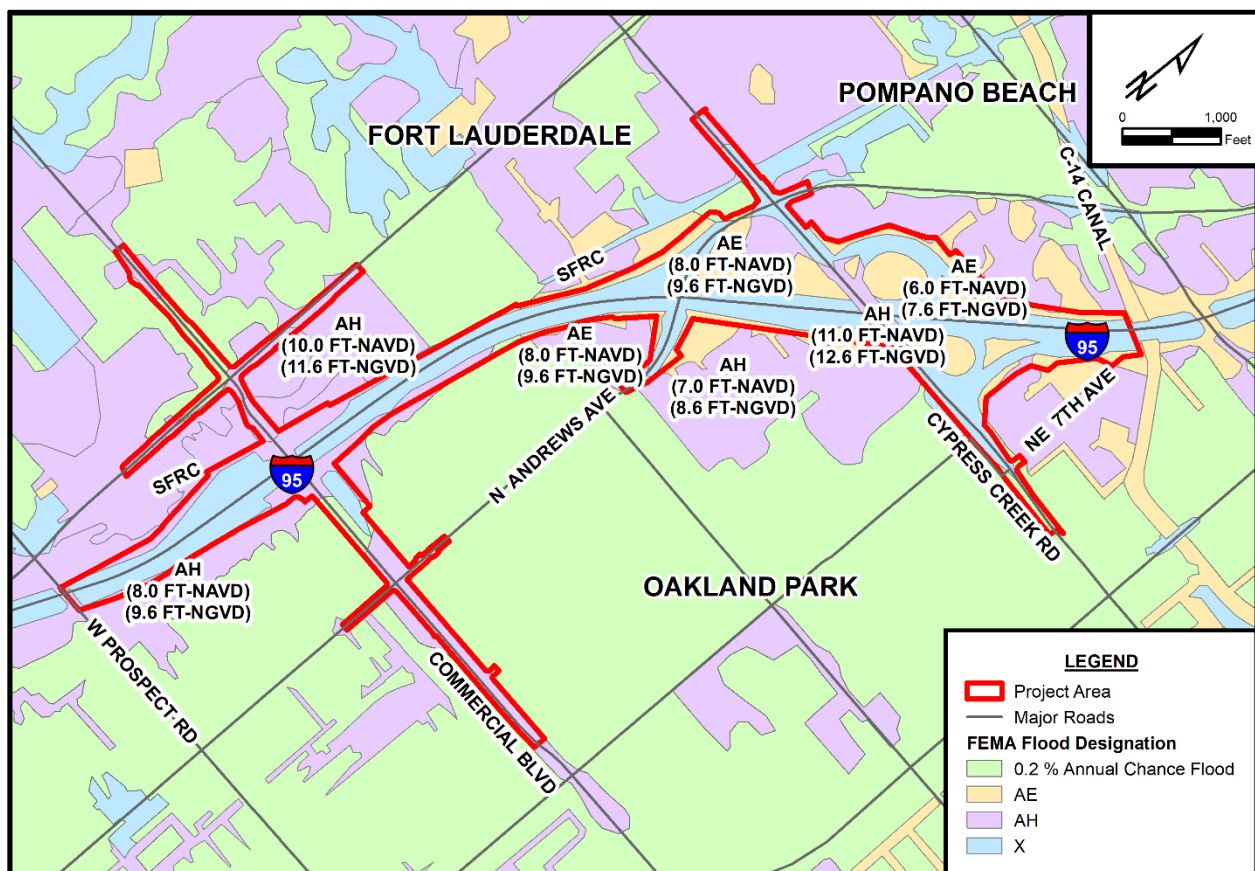 POMPANO BEACH
FORT LAUDERDALE
N
0 1,000
Feet
C-14 CANAL
SFRC
AE
(8.0 FT-NAVD)
(9.6 FT-NGVD)
AE
(6.0 FT-NAVD)
(7.6 FT-NGVD)
AH
(10.0 FT-NAVD)
(11.6 FT-NGVD)
AE
(8.0 FT-NAVD)
(9.6 FT-NGVD)
AH
(11.0 FT-NAVD)
(12.6 FT-NGVD)
95
AH
(7.0 FT-NAVD)
(8.6 FT-NGVD)
N ANDREWS AVE
NE 7TH AVE
CYPRESS CREEK RD
SFRC
95
AH
(8.0 FT-NAVD)
(9.6 FT-NGVD)
OAKLAND PARK
W PROSPECT RD
COMMERCIAL BLVD
LEGEND
Project Area
Major Roads
FEMA Flood Designation
0.2 % Annual Chance Flood
AE
AH
X